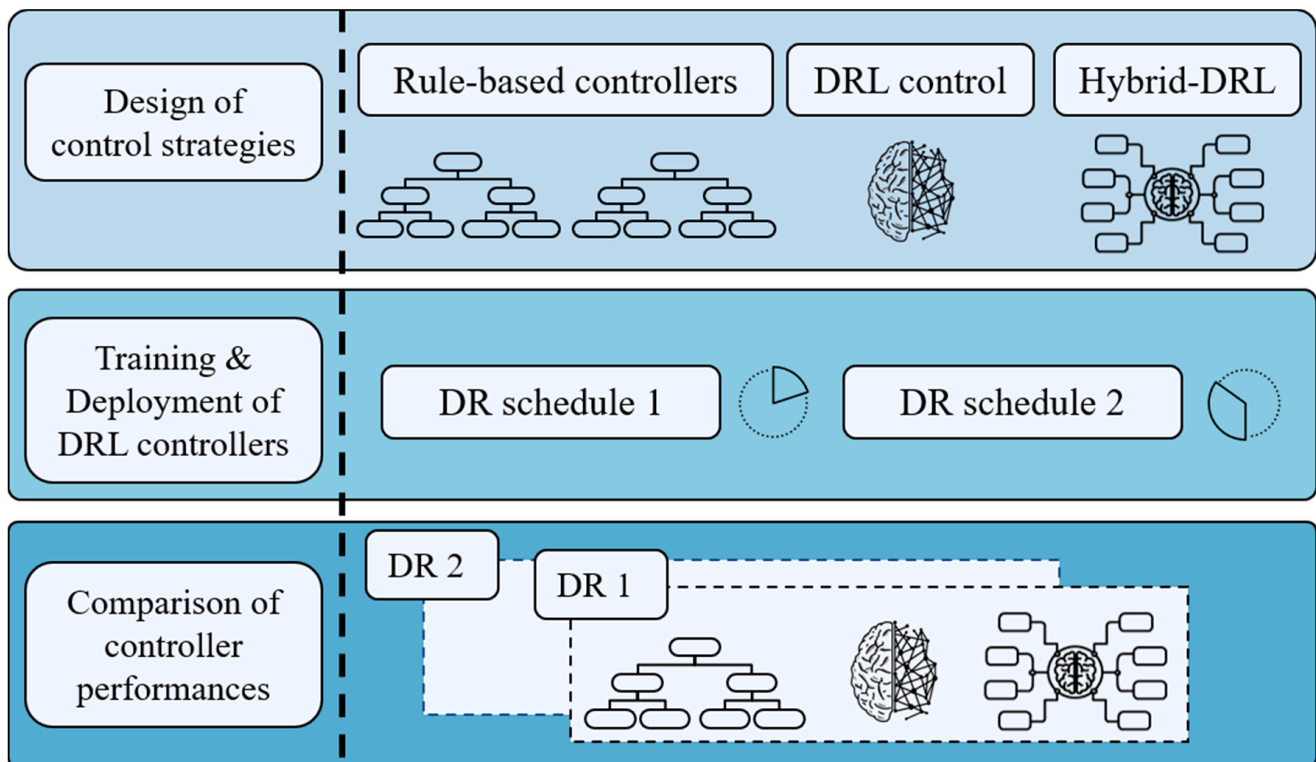 Design of
control strategies
Rule-based controllers
DRL control
Hybrid-DRL
Training &
Deployment of
DRL controllers
DR schedule 1
DR schedule 2
Comparison of
controller
performances
DR 2
DR 1